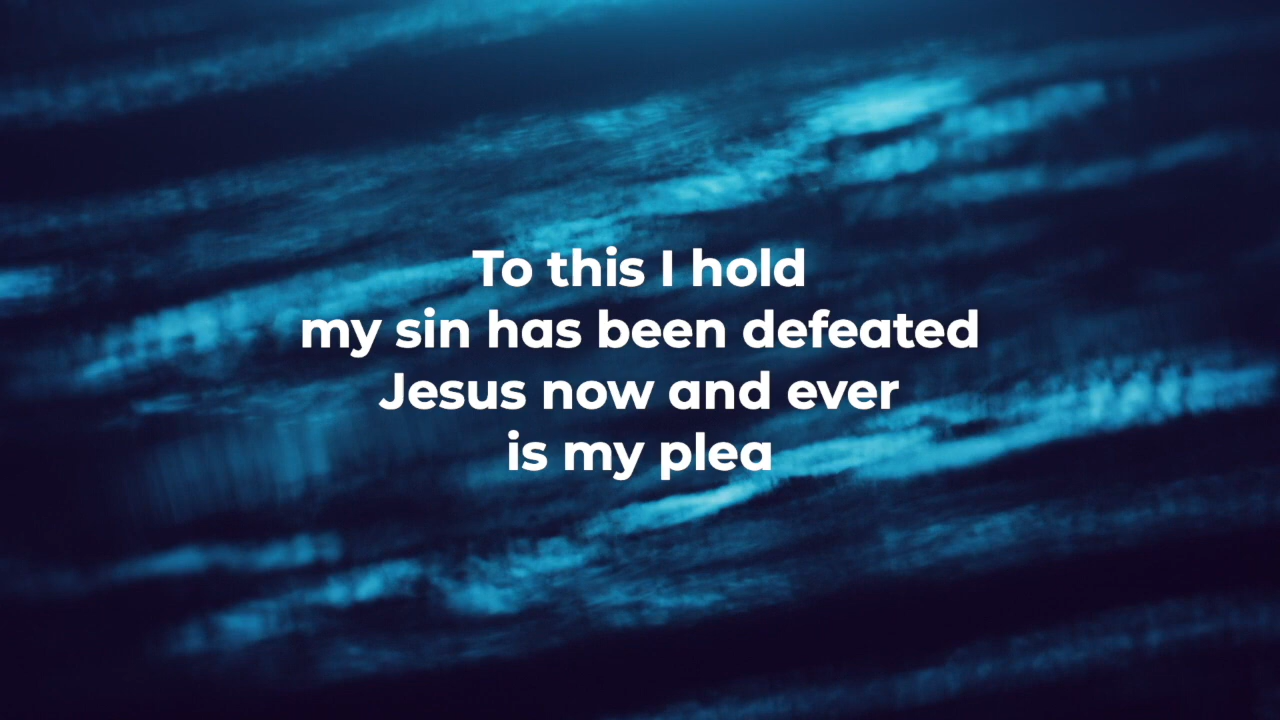 To this I hold
my sin has been defeated
Jesus now and ever
is my plea